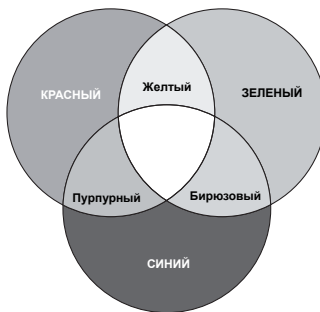 Желтый
КРАСНЫЙ
ЗЕЛЕНЫЙ
Пурпурный
Бирюзовый
СИНИЙ